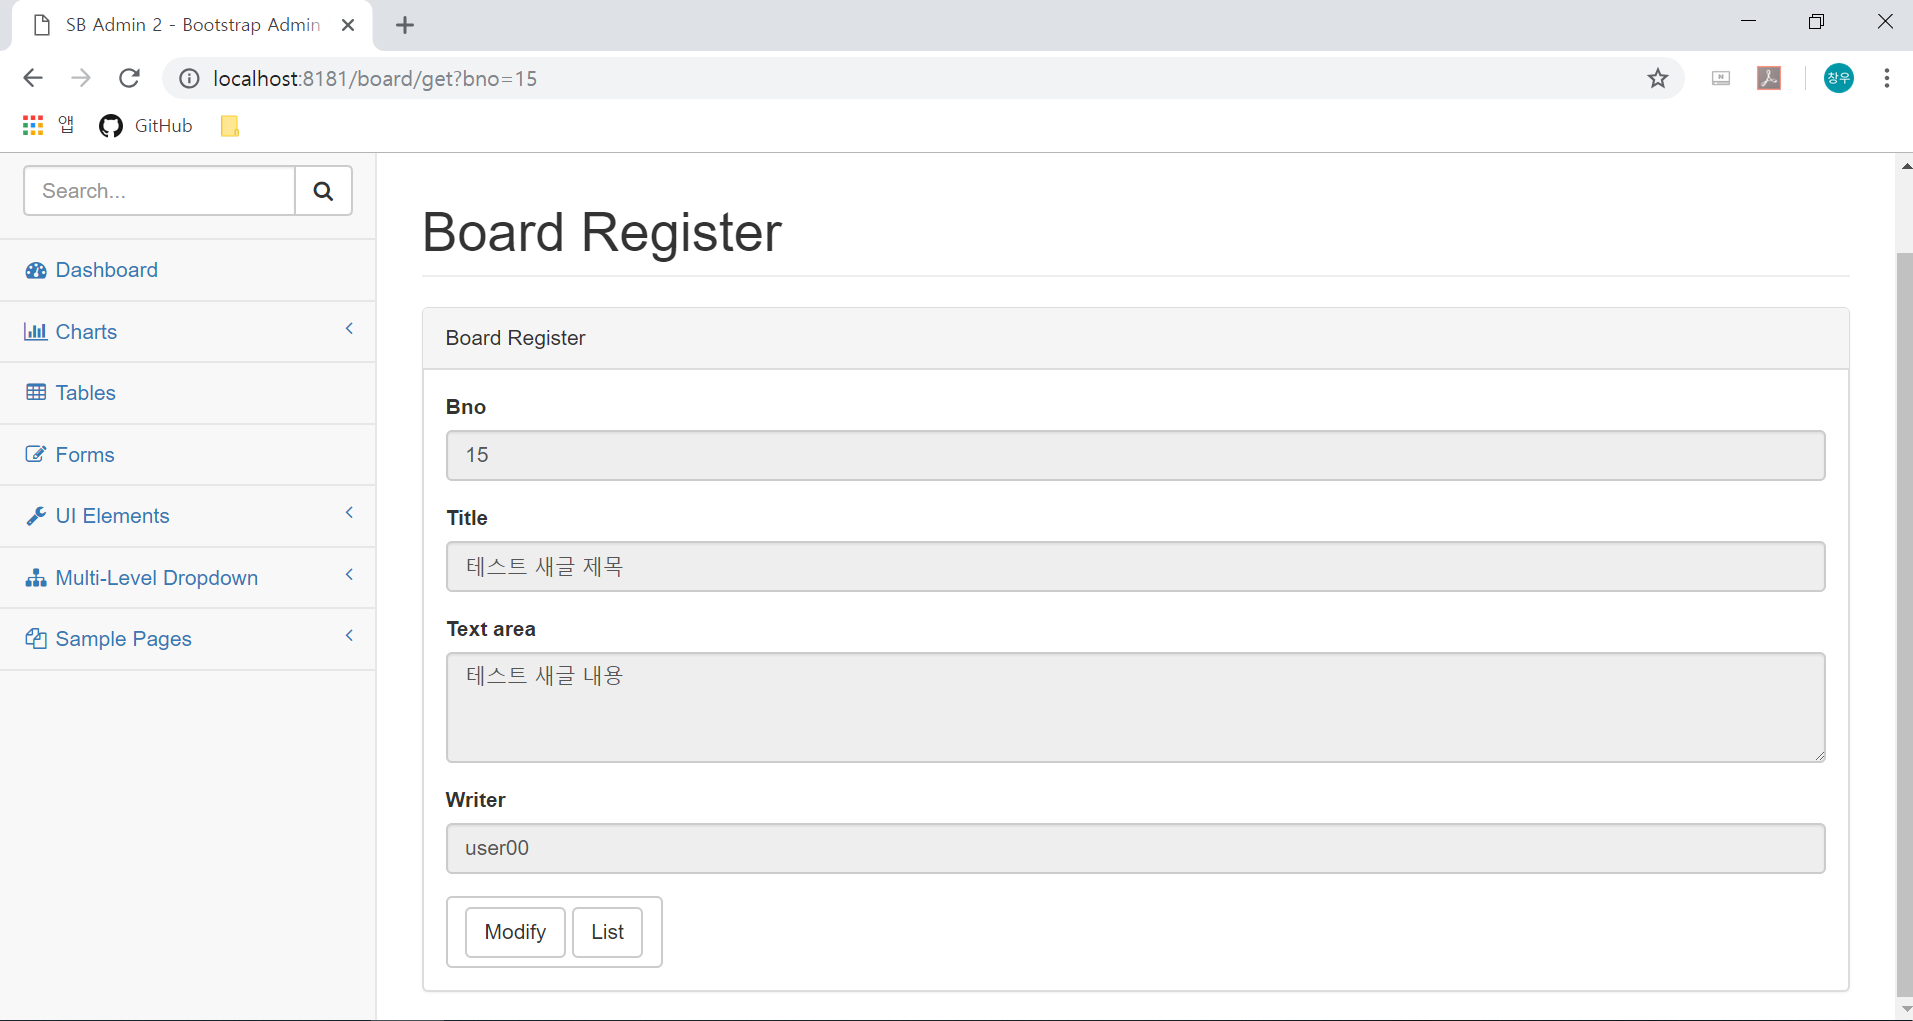 SB Admin 2 - Bootstrap Admin
localhost:8181/board/get?bno=15
창우
앱 GitHub
Search...
Dashboard
Charts
Tables
Forms
UI Elements
Multi-Level Dropdown
Sample Pages
Board Register
Board Register
Bno
15
Title
테스트 새글 제목
Text area
테스트 새글 내용
Writer
user00
Modify List